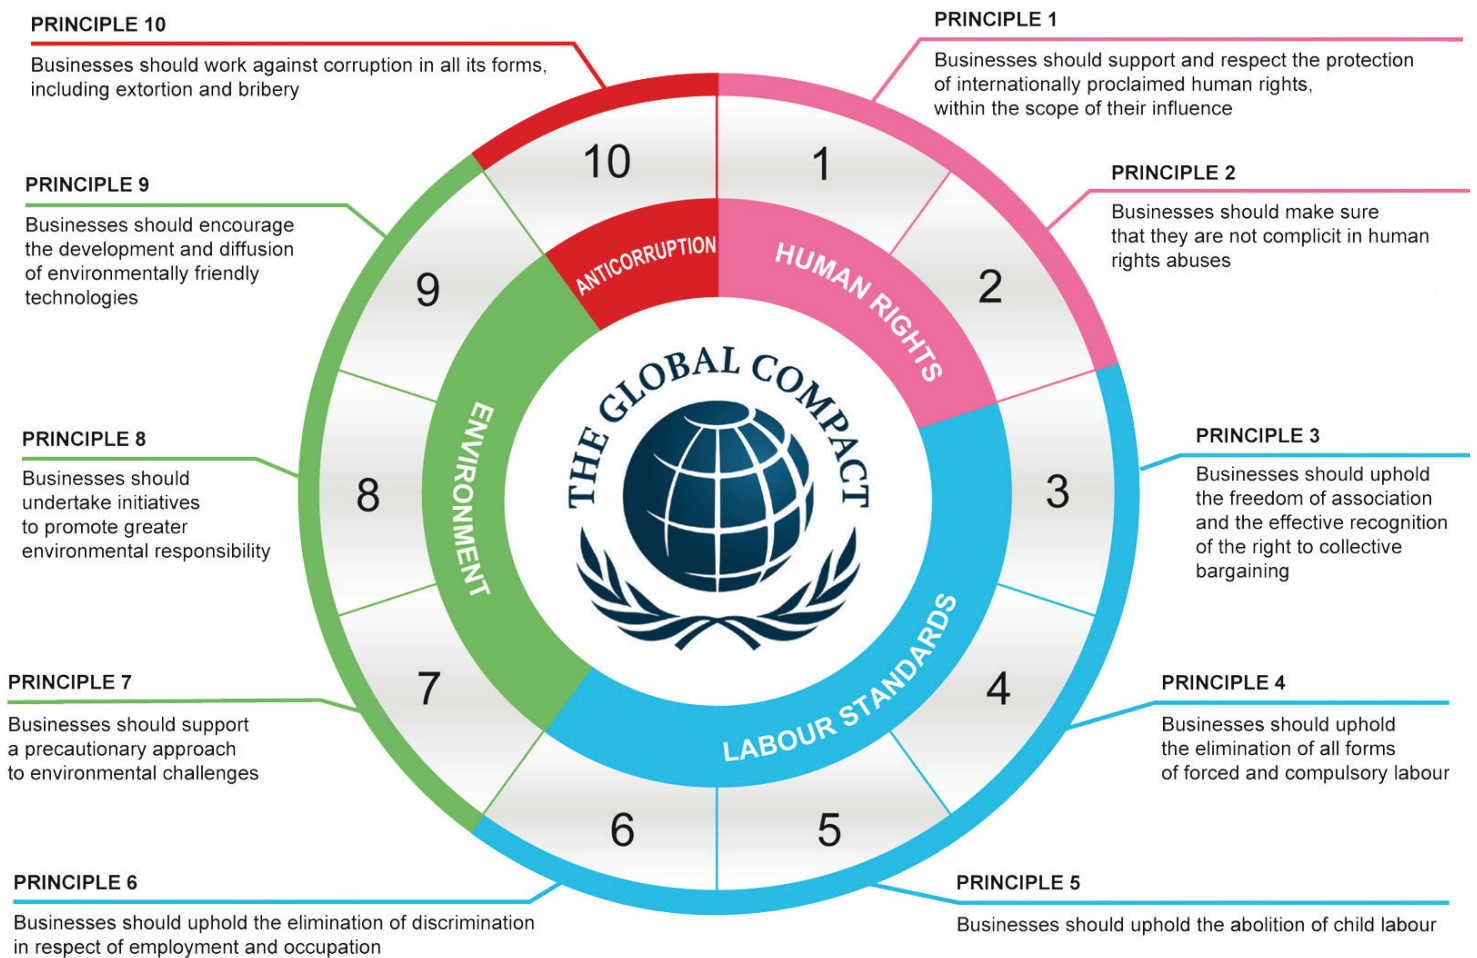 PRINCIPLE 10
Businesses should work against corruption in all its forms,
including extortion and bribery
PRINCIPLE 1
Businesses should support and respect the protection
of internationally proclaimed human rights,
within the scope of their influence
PRINCIPLE 9
Businesses should encourage
the development and diffusion
of environmentally friendly
technologies
PRINCIPLE 2
Businesses should make sure
that they are not complicit in human
rights abuses
PRINCIPLE 8
Businesses should
undertake initiatives
to promote greater
environmental responsibility
PRINCIPLE 3
Businesses should uphold
the freedom of association
and the effective recognition
of the right to collective
bargaining
PRINCIPLE 7
Businesses should support
a precautionary approach
to environmental challenges
PRINCIPLE 4
Businesses should uphold
the elimination of all forms
of forced and compulsory labour
PRINCIPLE 6
Businesses should uphold the elimination of discrimination
in respect of employment and occupation
PRINCIPLE 5
Businesses should uphold the abolition of child labour
10
1
9
2
8
3
7
4
6
5
ANTICORRUPTION
HUMAN RIGHTS
ENVIRONMENT
LABOUR STANDARDS
THE GLOBAL COMPACT